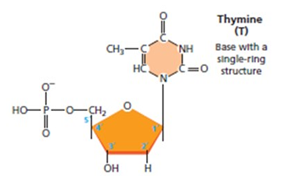 O
Thymine
(T)
Base with a
single-ring
structure
C
CH₃—C
NH
HC
C=O
N
O⁻
HO—P—O—CH₂
O
O
5'
4'
1'
3'
2'
OH
H